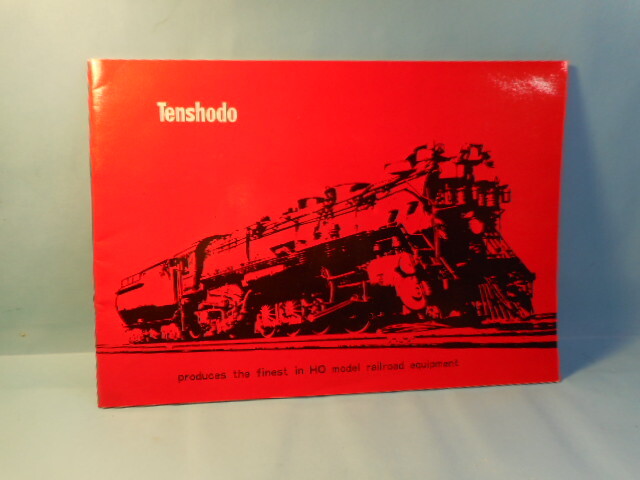 Tenshodo
produces the finest in HO model railroad equipment